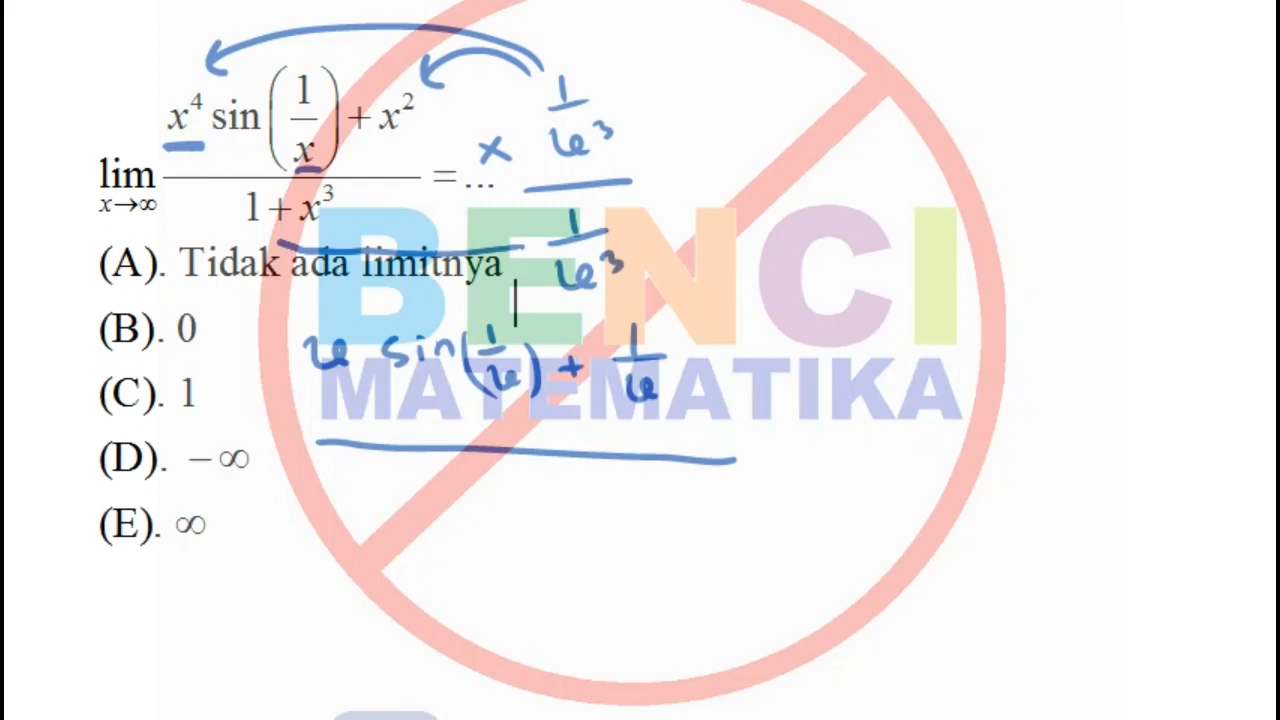 lim x→∞ (x⁴ sin(1/x) + x²) / (1 + x³) = ... × (1/x³) / (1/x³)
(A). Tidak ada limitnya
(B). 0
x sin(1/x) + 1/x
(C). 1
(D). −∞
(E). ∞
BENCI
MATEMATIKA